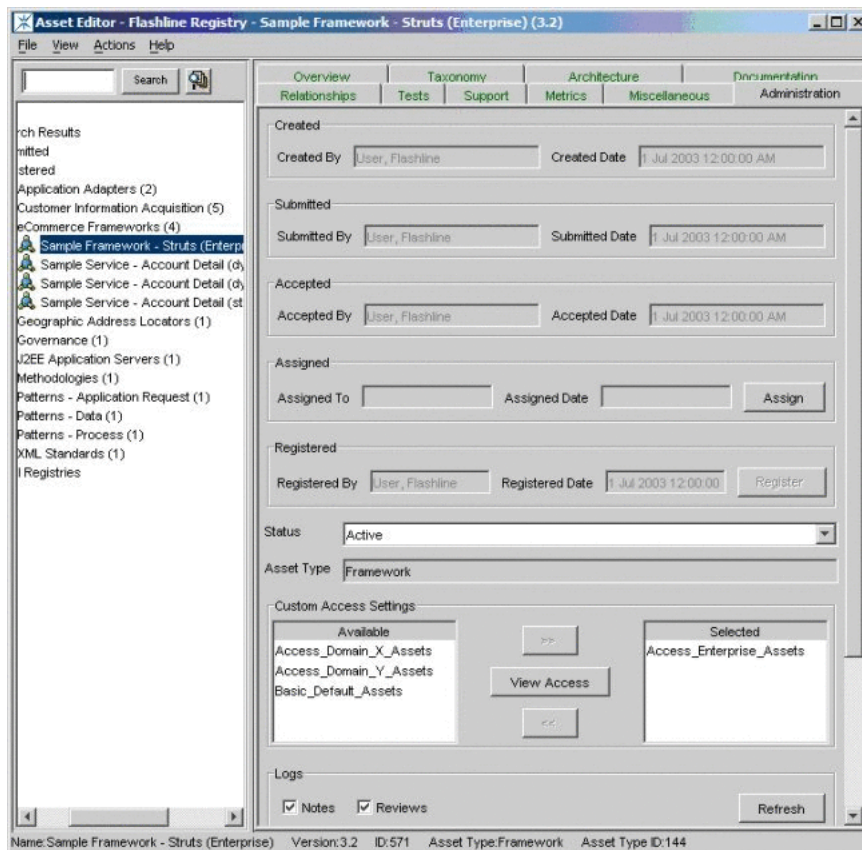 Asset Editor - Flashline Registry - Sample Framework - Struts (Enterprise) (3.2)
File View Actions Help
Search
rch Results
mitted
stered
Application Adapters (2)
Customer Information Acquisition (5)
eCommerce Frameworks (4)
Sample Framework - Struts (Enterpr
Sample Service - Account Detail (dy
Sample Service - Account Detail (dy
Sample Service - Account Detail (st
Geographic Address Locators (1)
Governance (1)
J2EE Application Servers (1)
Methodologies (1)
Patterns - Application Request (1)
Patterns - Data (1)
Patterns - Process (1)
XML Standards (1)
l Registries
Overview Taxonomy Architecture Documentation
Relationships Tests Support Metrics Miscellaneous Administration
Created
Created By User, Flashline Created Date 1 Jul 2003 12:00:00 AM
Submitted
Submitted By User, Flashline Submitted Date 1 Jul 2003 12:00:00 AM
Accepted
Accepted By User, Flashline Accepted Date 1 Jul 2003 12:00:00 AM
Assigned
Assigned To Assigned Date Assign
Registered
Registered By User, Flashline Registered Date 1 Jul 2003 12:00:00 Register
Status Active
Asset Type Framework
Custom Access Settings
Available >> Selected
Access_Domain_X_Assets Access_Enterprise_Assets
Access_Domain_Y_Assets View Access
Basic_Default_Assets
<<
Logs
Notes Reviews Refresh
Name:Sample Framework - Struts (Enterprise) Version:3.2 ID:571 Asset Type:Framework Asset Type ID:144